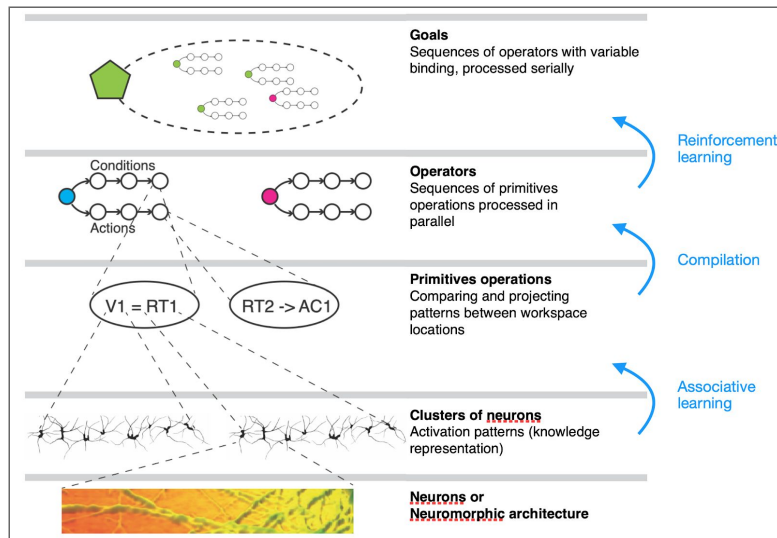 Goals
Sequences of operators with variable
binding, processed serially
Reinforcement
learning
Conditions
Actions
Operators
Sequences of primitives
operations processed in
parallel
Compilation
V1 = RT1
RT2 -> AC1
Primitives operations
Comparing and projecting
patterns between workspace
locations
Associative
learning
Clusters of neurons
Activation patterns (knowledge
representation)
Neurons or
Neuromorphic architecture